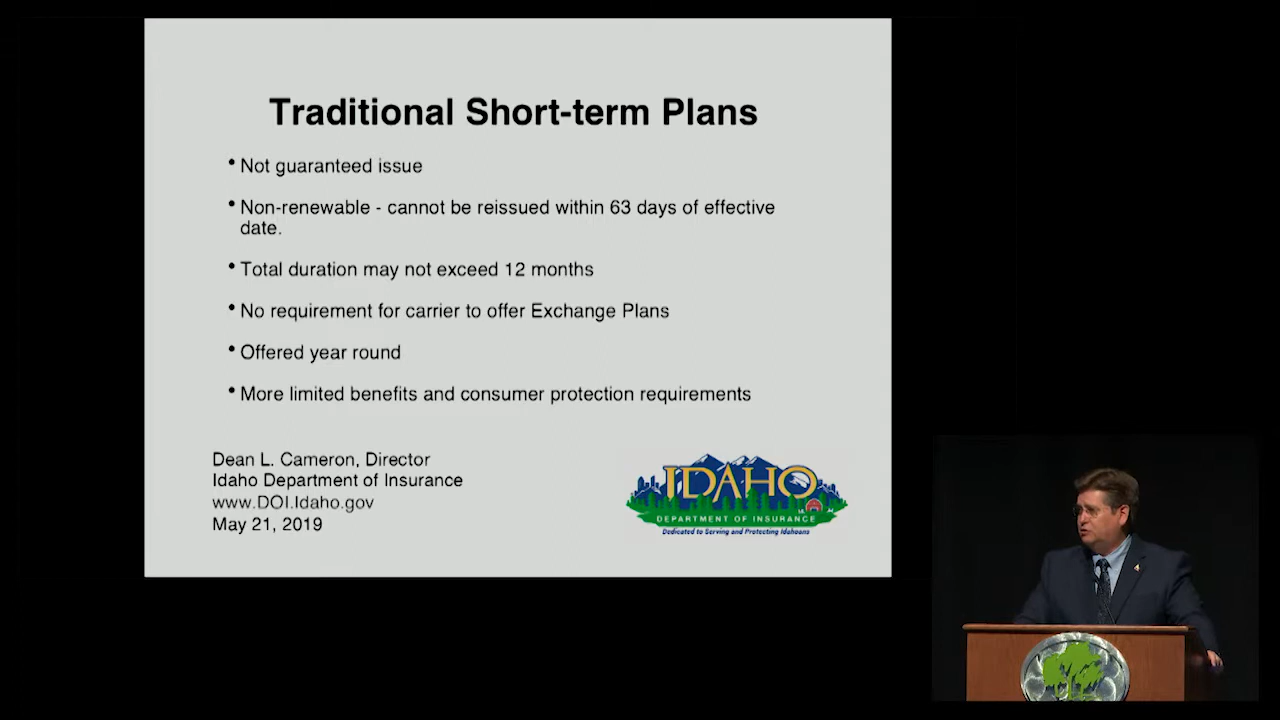 Traditional Short-term Plans
• Not guaranteed issue
• Non-renewable - cannot be reissued within 63 days of effective
date.
• Total duration may not exceed 12 months
• No requirement for carrier to offer Exchange Plans
• Offered year round
• More limited benefits and consumer protection requirements
Dean L. Cameron, Director
Idaho Department of Insurance
www.DOI.Idaho.gov
May 21, 2019
IDAHO
DEPARTMENT OF INSURANCE
Dedicated to Serving and Protecting Idahoans